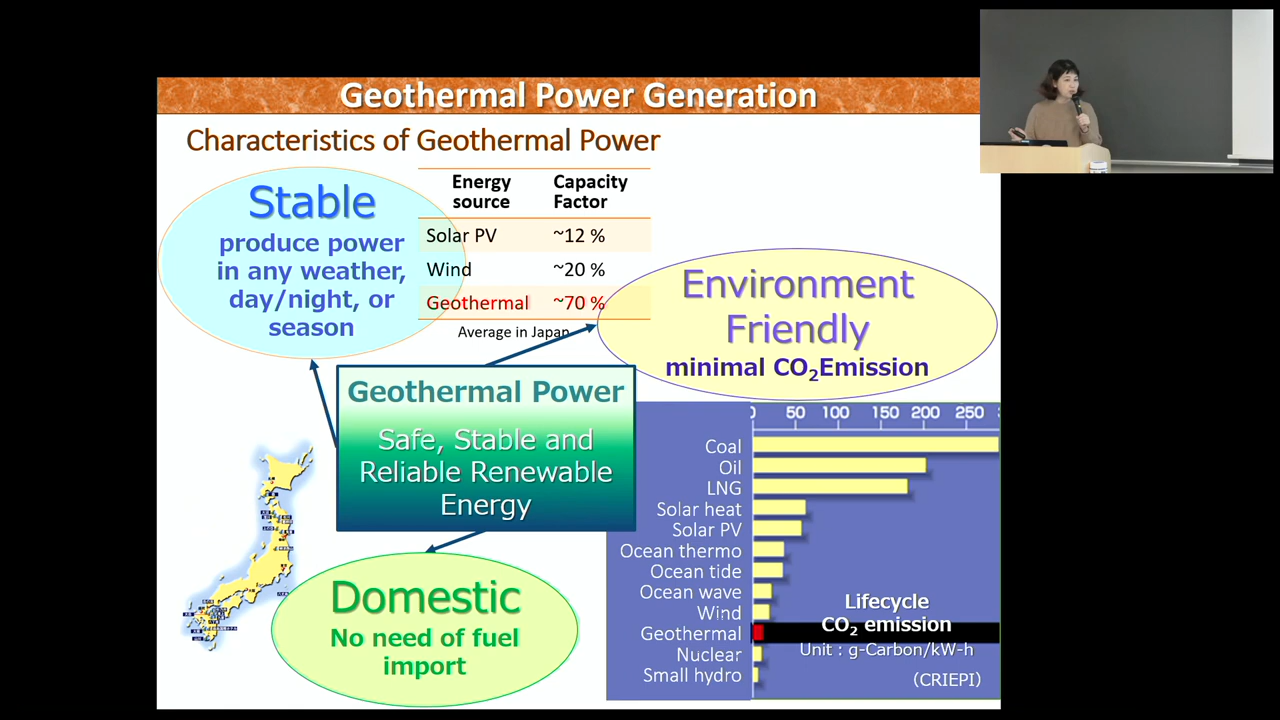 Geothermal Power Generation
Characteristics of Geothermal Power
Stable
produce power
in any weather,
day/night, or
season
Energy source
Capacity Factor
Solar PV ~12 %
Wind ~20 %
Geothermal ~70 %
Average in Japan
Environment
Friendly
minimal CO₂Emission
Geothermal Power
Safe, Stable and
Reliable Renewable
Energy
Domestic
No need of fuel
import
0 50 100 150 200 250
Coal
Oil
LNG
Solar heat
Solar PV
Ocean thermo
Ocean tide
Ocean wave
Wind
Geothermal
Nuclear
Small hydro
Lifecycle
CO₂ emission
Unit : g-Carbon/kW-h
(CRIEPI)